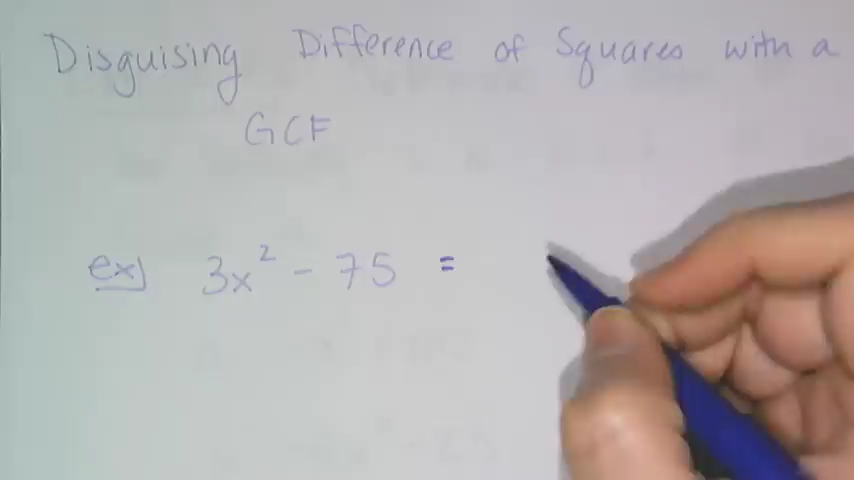 Disguising Difference of Squares with a
GCF
ex) 3x² - 75 =